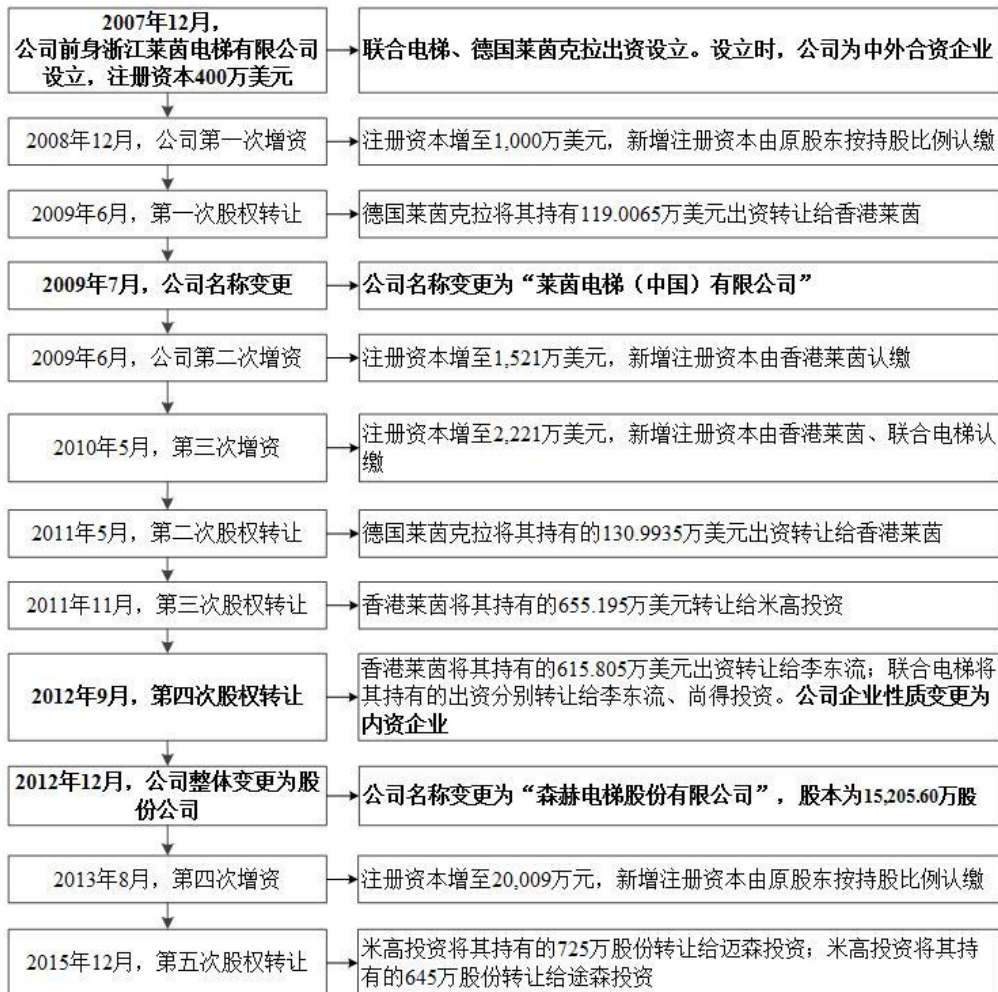 2007年12月，
公司前身浙江莱茵电梯有限公司
设立，注册资本400万美元
联合电梯、德国莱茵克拉出资设立。设立时，公司为中外合资企业
2008年12月，公司第一次增资
注册资本增至1,000万美元，新增注册资本由原股东按持股比例认缴
2009年6月，第一次股权转让
德国莱茵克拉将其持有119.0065万美元出资转让给香港莱茵
2009年7月，公司名称变更
公司名称变更为“莱茵电梯（中国）有限公司”
2009年6月，公司第二次增资
注册资本增至1,521万美元，新增注册资本由香港莱茵认缴
2010年5月，第三次增资
注册资本增至2,221万美元，新增注册资本由香港莱茵、联合电梯认
缴
2011年5月，第二次股权转让
德国莱茵克拉将其持有的130.9935万美元出资转让给香港莱茵
2011年11月，第三次股权转让
香港莱茵将其持有的655.195万美元转让给米高投资
2012年9月，第四次股权转让
香港莱茵将其持有的615.805万美元出资转让给李东流；联合电梯将
其持有的出资分别转让给李东流、尚得投资。公司企业性质变更为
内资企业
2012年12月，公司整体变更为股
份公司
公司名称变更为“森赫电梯股份有限公司”，股本为15,205.60万股
2013年8月，第四次增资
注册资本增至20,009万元，新增注册资本由原股东按持股比例认缴
2015年12月，第五次股权转让
米高投资将其持有的725万股份转让给迈森投资；米高投资将其持
有的645万股份转让给途森投资